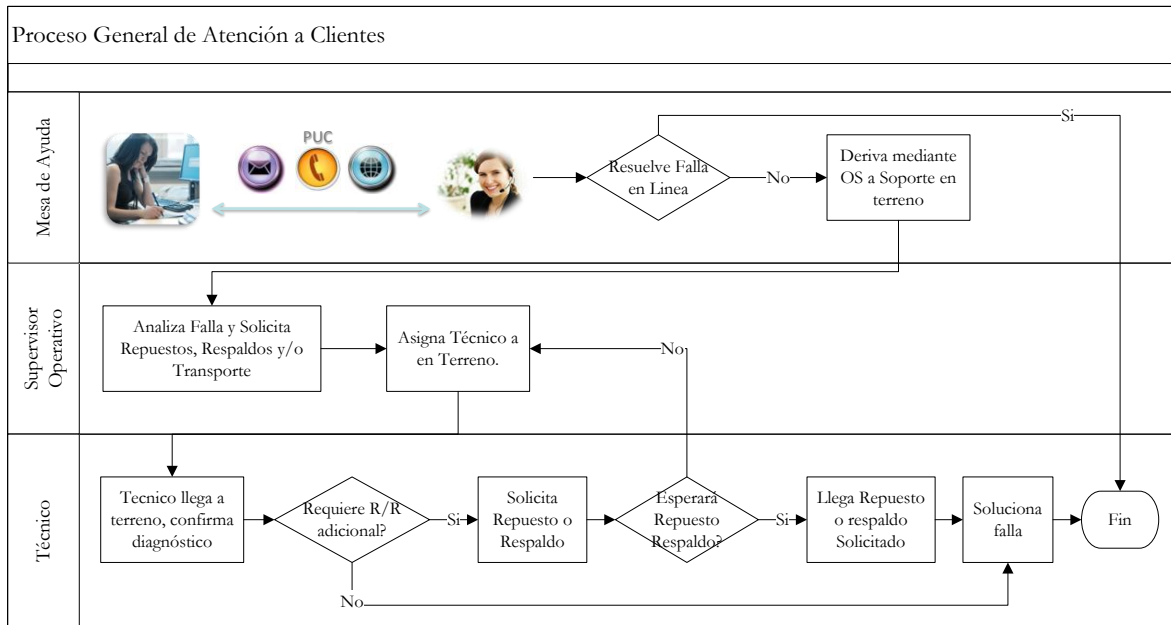 Proceso General de Atención a Clientes
Mesa de Ayuda
PUC
Resuelve Falla
en Linea
No
Si
Deriva mediante
OS a Soporte en
terreno
Supervisor
Operativo
Analiza Falla y Solicita
Repuestos, Respaldos y/o
Transporte
Asigna Técnico a
en Terreno.
No
Técnico
Tecnico llega a
terreno, confirma
diagnóstico
Requiere R/R
adicional?
Si
No
Solicita
Repuesto o
Respaldo
Esperará
Repuesto
Respaldo?
Si
Llega Repuesto
o respaldo
Solicitado
Soluciona
falla
Fin